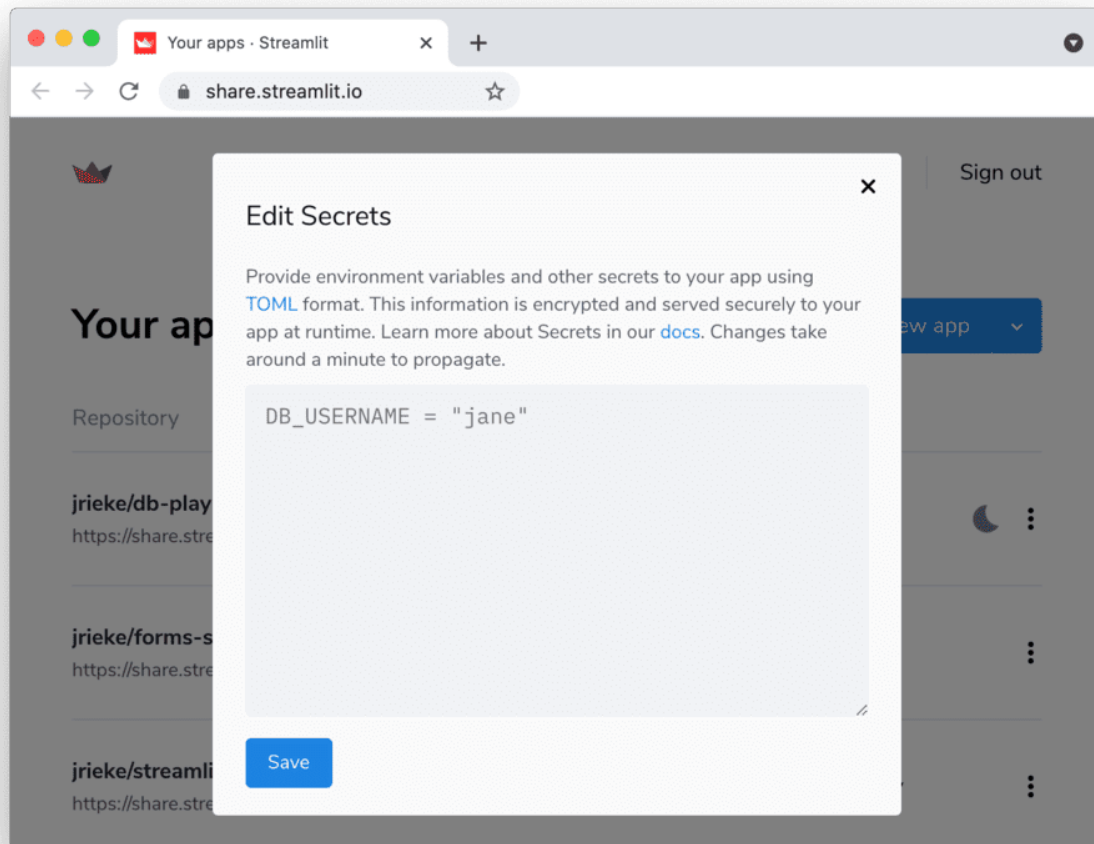 Your apps · Streamlit
share.streamlit.io
Sign out
Edit Secrets
Provide environment variables and other secrets to your app using
TOML format. This information is encrypted and served securely to your
app at runtime. Learn more about Secrets in our docs. Changes take
around a minute to propagate.
DB_USERNAME = "jane"
Save
Your ap
ew app
Repository
jrieke/db-play
https://share.stre
jrieke/forms-s
https://share.stre
jrieke/streamli
https://share.stre